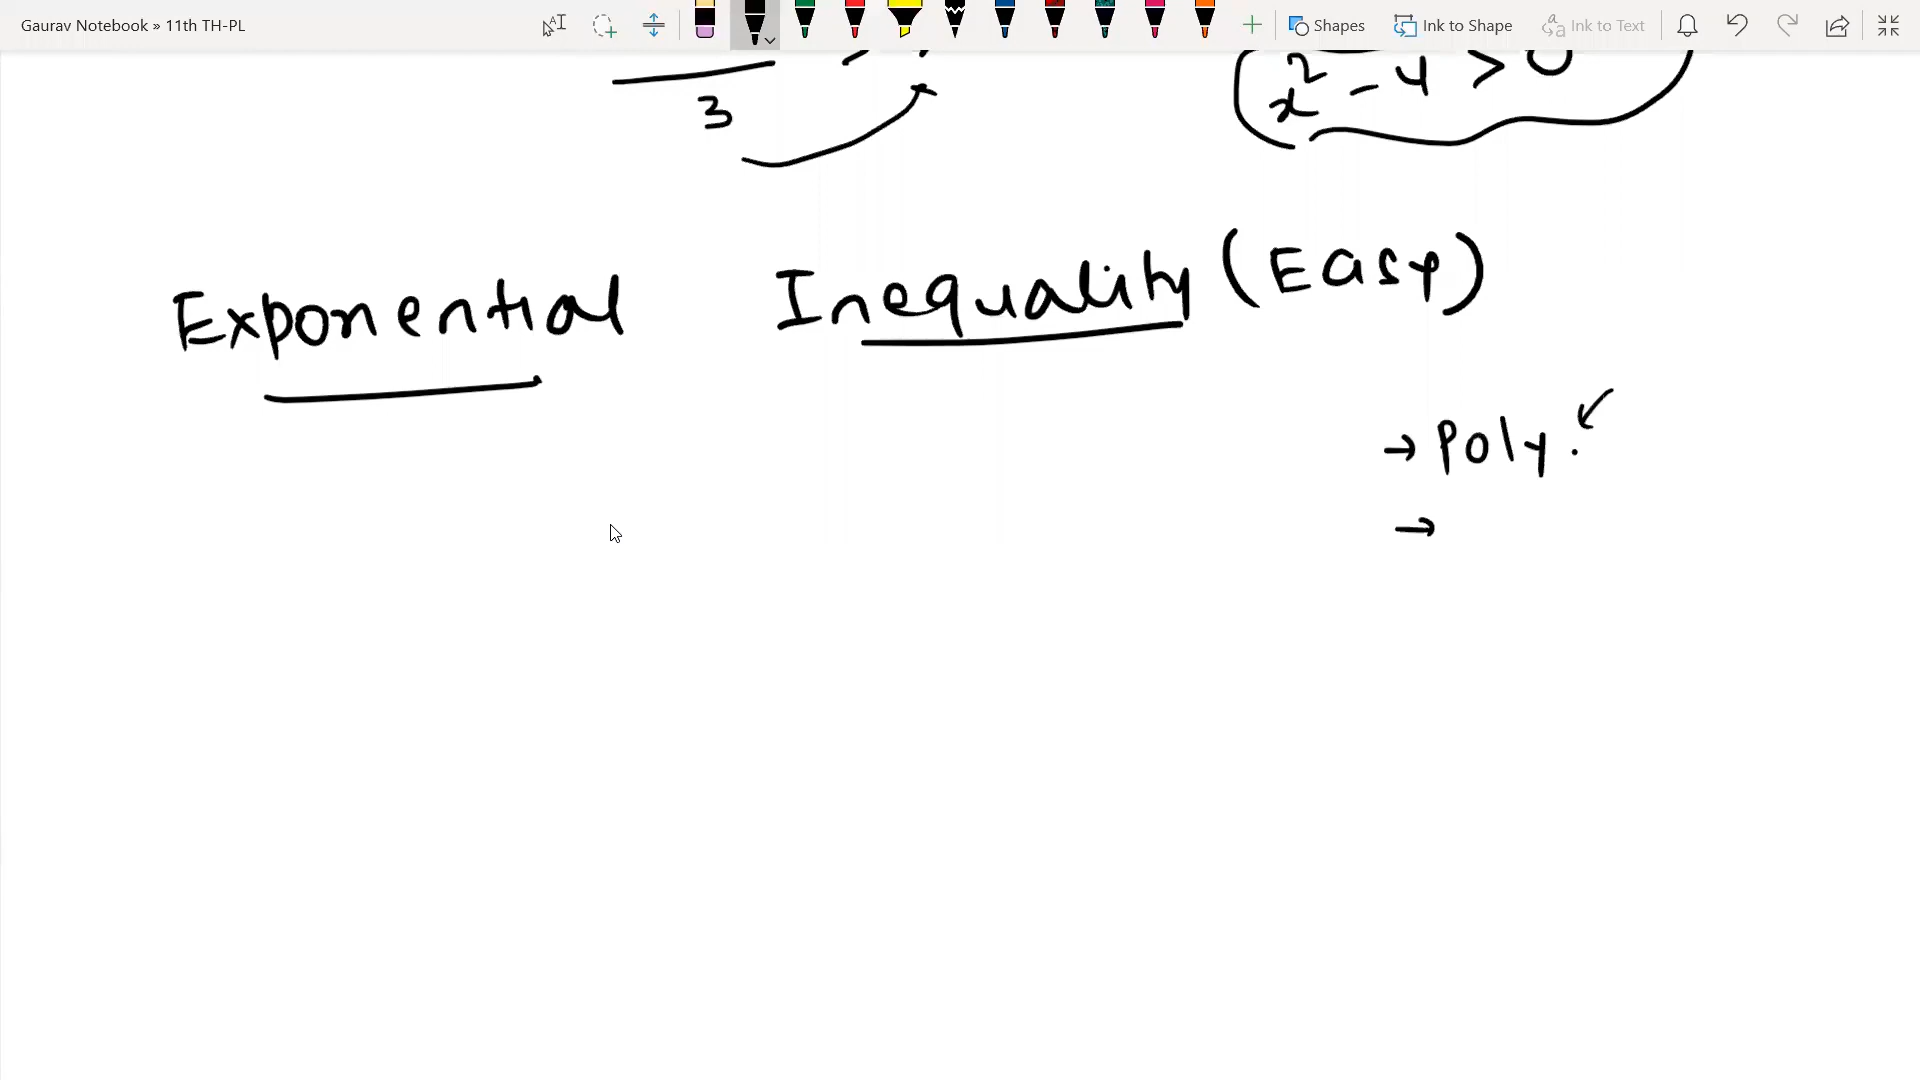 Gaurav Notebook » 11th TH-PL
Shapes
Ink to Shape
Ink to Text
3
x² - 4 > 0
Exponential Inequality (Easy)
→ Poly.
→